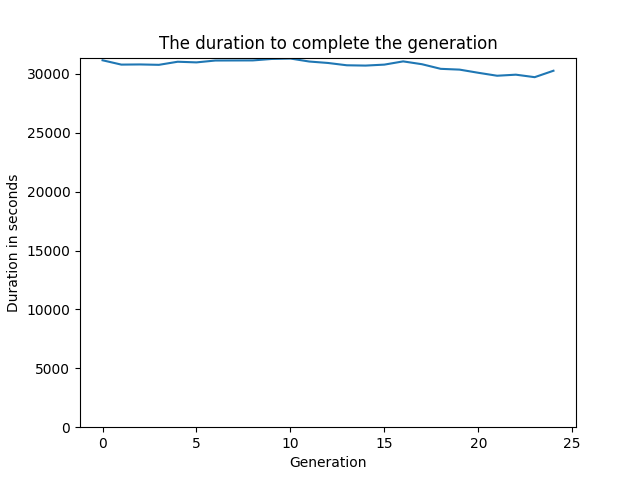 The duration to complete the generation
30000
25000
20000
15000
10000
5000
0
Duration in seconds
0 5 10 15 20 25
Generation